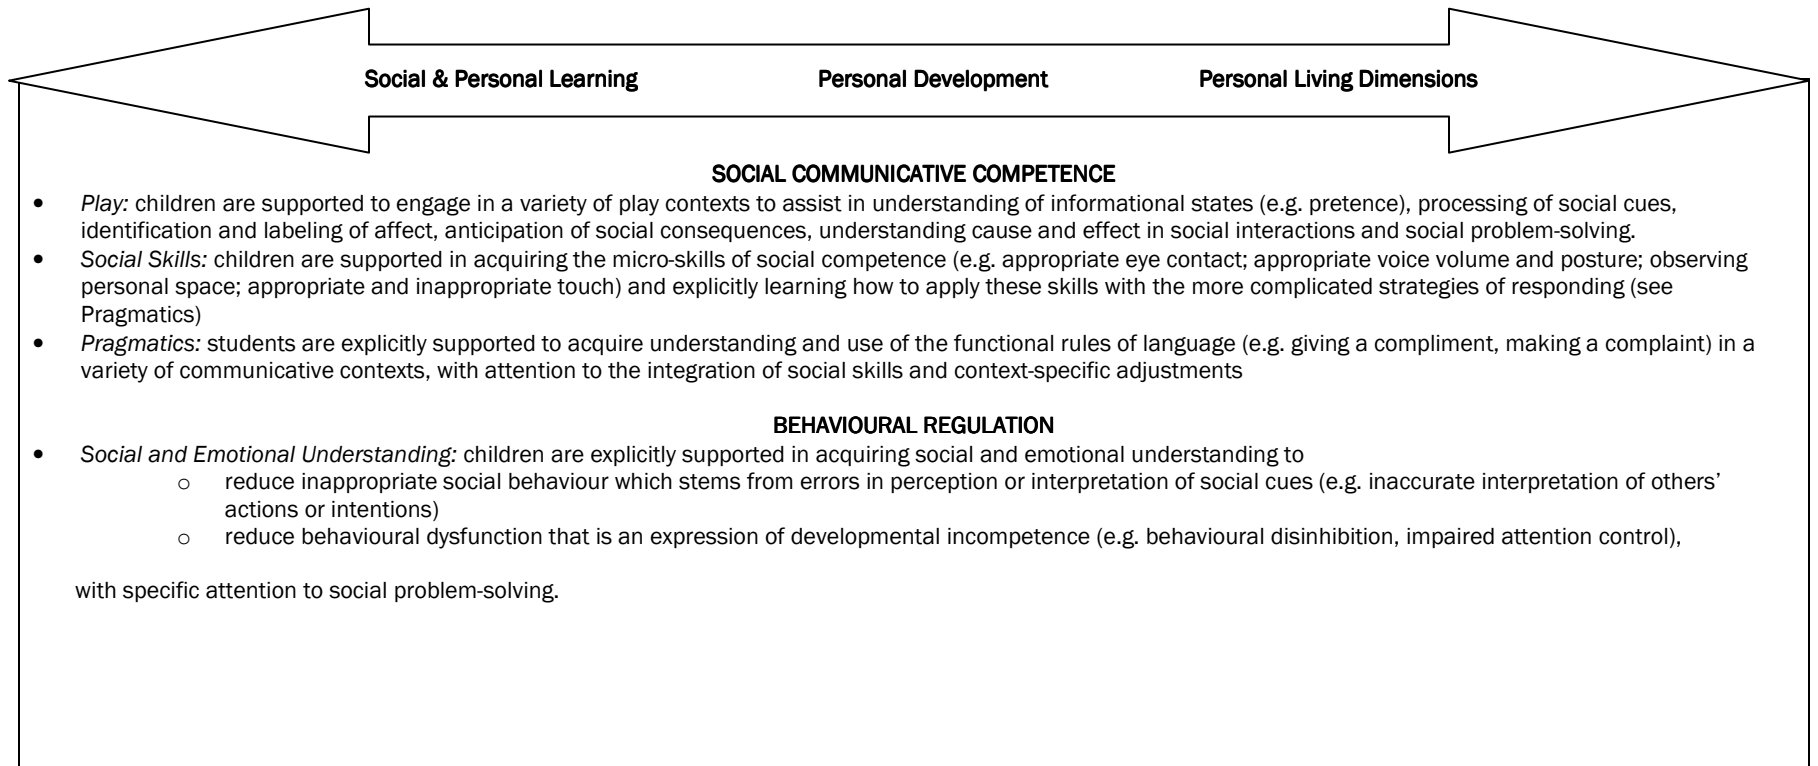 Social & Personal Learning Personal Development Personal Living Dimensions
SOCIAL COMMUNICATIVE COMPETENCE
• Play: children are supported to engage in a variety of play contexts to assist in understanding of informational states (e.g. pretence), processing of social cues,
identification and labeling of affect, anticipation of social consequences, understanding cause and effect in social interactions and social problem-solving.
• Social Skills: children are supported in acquiring the micro-skills of social competence (e.g. appropriate eye contact; appropriate voice volume and posture; observing
personal space; appropriate and inappropriate touch) and explicitly learning how to apply these skills with the more complicated strategies of responding (see
Pragmatics)
• Pragmatics: students are explicitly supported to acquire understanding and use of the functional rules of language (e.g. giving a compliment, making a complaint) in a
variety of communicative contexts, with attention to the integration of social skills and context-specific adjustments
BEHAVIOURAL REGULATION
• Social and Emotional Understanding: children are explicitly supported in acquiring social and emotional understanding to
o reduce inappropriate social behaviour which stems from errors in perception or interpretation of social cues (e.g. inaccurate interpretation of others’
actions or intentions)
o reduce behavioural dysfunction that is an expression of developmental incompetence (e.g. behavioural disinhibition, impaired attention control),
with specific attention to social problem-solving.